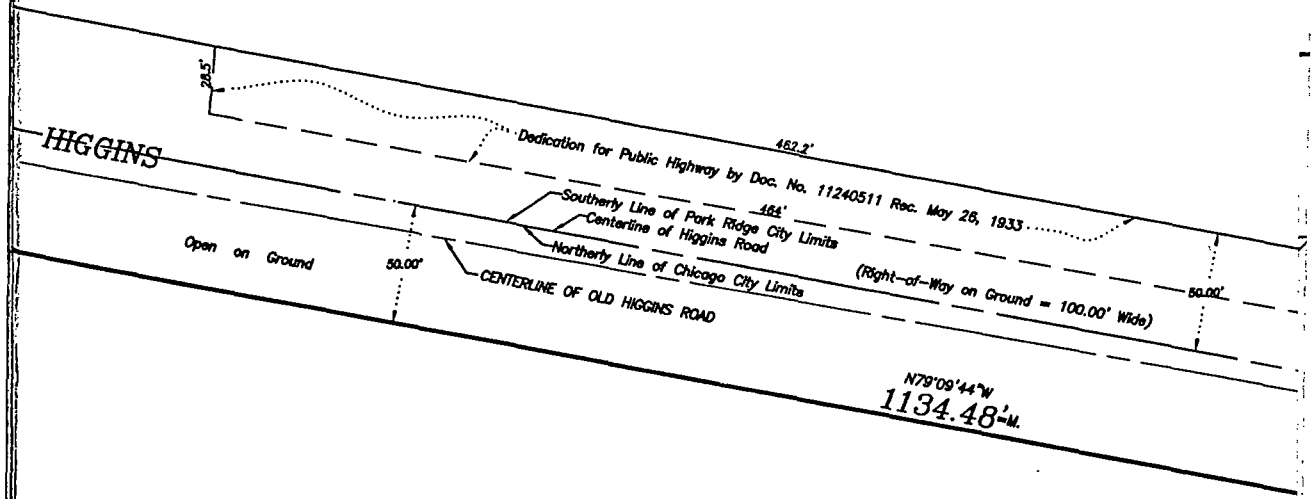 28.5'
462.2'
Dedication for Public Highway by Doc. No. 11240511 Rec. May 26, 1933
HIGGINS
464'
Southerly Line of Park Ridge City Limits
Centerline of Higgins Road
Northerly Line of Chicago City Limits
(Right-of-Way on Ground = 100.00' Wide)
50.00'
Open on Ground
50.00'
CENTERLINE OF OLD HIGGINS ROAD
N79°09'44"W
1134.48'=M.